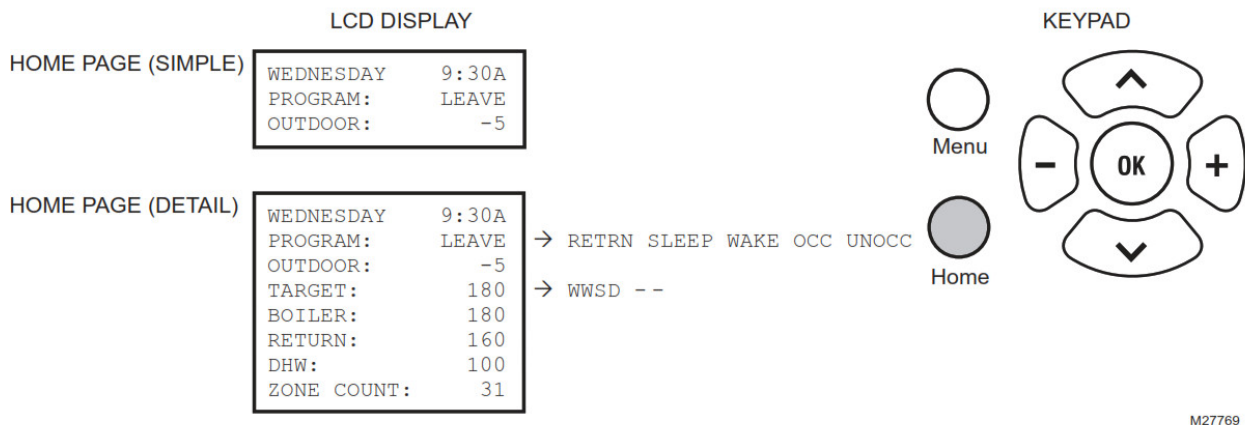 LCD DISPLAY
KEYPAD
HOME PAGE (SIMPLE)
WEDNESDAY 9:30A
PROGRAM: LEAVE
OUTDOOR: -5
Menu
- OK +
HOME PAGE (DETAIL)
WEDNESDAY 9:30A
PROGRAM: LEAVE → RETRN SLEEP WAKE OCC UNOCC
OUTDOOR: -5
TARGET: 180 → WWSD --
BOILER: 180
RETURN: 160
DHW: 100
ZONE COUNT: 31
Home
M27769